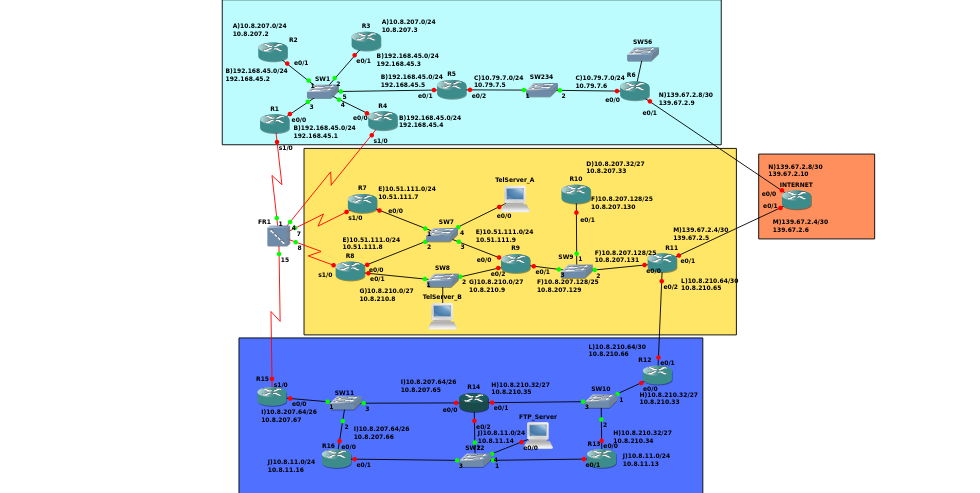 A)10.8.207.0/24
10.8.207.2
R2
e0/1
R3
A)10.8.207.0/24
10.8.207.3
e0/1
B)192.168.45.0/24
192.168.45.3
B)192.168.45.0/24
192.168.45.2
SW1
1
2
3
4
5
B)192.168.45.0/24
192.168.45.5
R5
e0/1
e0/2
C)10.79.7.0/24
10.79.7.5
SW234
1
2
C)10.79.7.0/24
10.79.7.6
SW56
R6
e0/0
e0/1
N)139.67.2.8/30
139.67.2.9
R1
e0/0
s1/0
B)192.168.45.0/24
192.168.45.1
R4
e0/0
s1/0
B)192.168.45.0/24
192.168.45.4
N)139.67.2.8/30
139.67.2.10
INTERNET
e0/0
e0/1
M)139.67.2.4/30
139.67.2.6
FR1
1
4
7
8
15
R7
s1/0
e0/0
E)10.51.111.0/24
10.51.111.7
TelServer_A
e0/0
SW7
1
2
3
4
E)10.51.111.0/24
10.51.111.9
E)10.51.111.0/24
10.51.111.8
R8
s1/0
e0/0
e0/1
G)10.8.210.0/27
10.8.210.8
SW8
1
2
TelServer_B
R9
e0/0
e0/2
e0/1
G)10.8.210.0/27
10.8.210.9
D)10.8.207.32/27
10.8.207.33
R10
e0/1
F)10.8.207.128/25
10.8.207.130
SW9
1
2
F)10.8.207.128/25
10.8.207.129
F)10.8.207.128/25
10.8.207.131
R11
e0/0
e0/1
e0/2
M)139.67.2.4/30
139.67.2.5
L)10.8.210.64/30
10.8.210.65
L)10.8.210.64/30
10.8.210.66
R12
e0/1
e0/0
H)10.8.210.32/27
10.8.210.33
R15
s1/0
e0/0
I)10.8.207.64/26
10.8.207.67
SW11
1
2
3
I)10.8.207.64/26
10.8.207.65
R14
e0/0
e0/1
e0/2
H)10.8.210.32/27
10.8.210.35
SW10
3
1
2
I)10.8.207.64/26
10.8.207.66
R16
e0/0
e0/1
J)10.8.11.0/24
10.8.11.16
J)10.8.11.0/24
10.8.11.14
FTP_Server
e0/0
3
4
1
H)10.8.210.32/27
10.8.210.34
R13
e0/0
e0/1
J)10.8.11.0/24
10.8.11.13